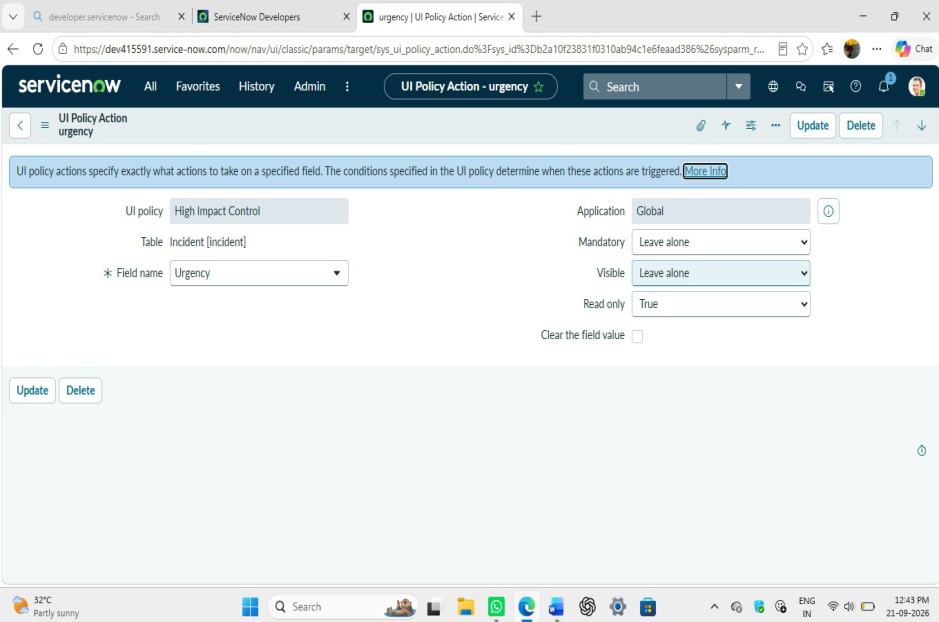 developer.servicenow - Search
ServiceNow Developers
urgency | UI Policy Action | Service
https://dev415591.service-now.com/now/nav/ui/classic/params/target/sys_ui_policy_action.do%3Fsys_id%3Db2a10f23831f0310ab94c1e6feaad386%26sysparm_r...
Chat
servicenow All Favorites History Admin UI Policy Action - urgency Search 1
UI Policy Action
urgency
Update Delete
UI policy actions specify exactly what actions to take on a specified field. The conditions specified in the UI policy determine when these actions are triggered. More Info
UI policy High Impact Control
Application Global
Table Incident [incident]
Mandatory Leave alone
Field name Urgency
Visible Leave alone
Read only True
Clear the field value
Update Delete
32°C
Partly sunny
Search
ENG
IN
12:43 PM
21-09-2026